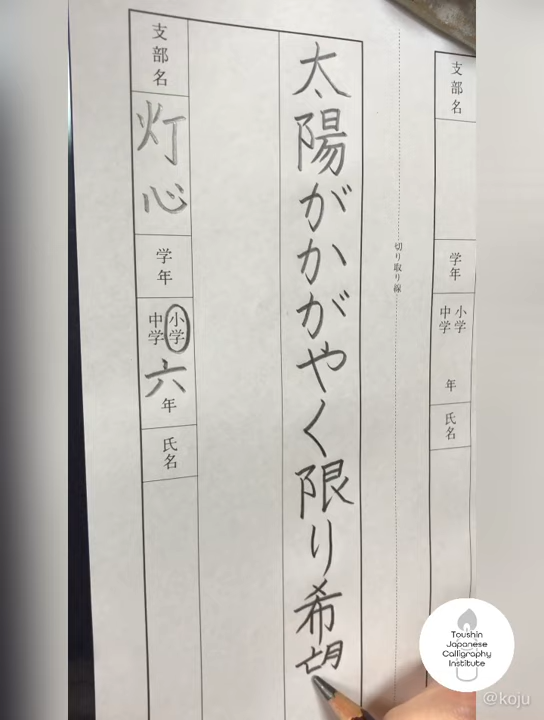 支部名
学年
小学
中学
年
氏名
切り取り線
太陽がかがやく限り希望
支部名
灯心
学年
小学
中学
六年
氏名
Toushin
Japanese
Calligraphy
Institute
@koju